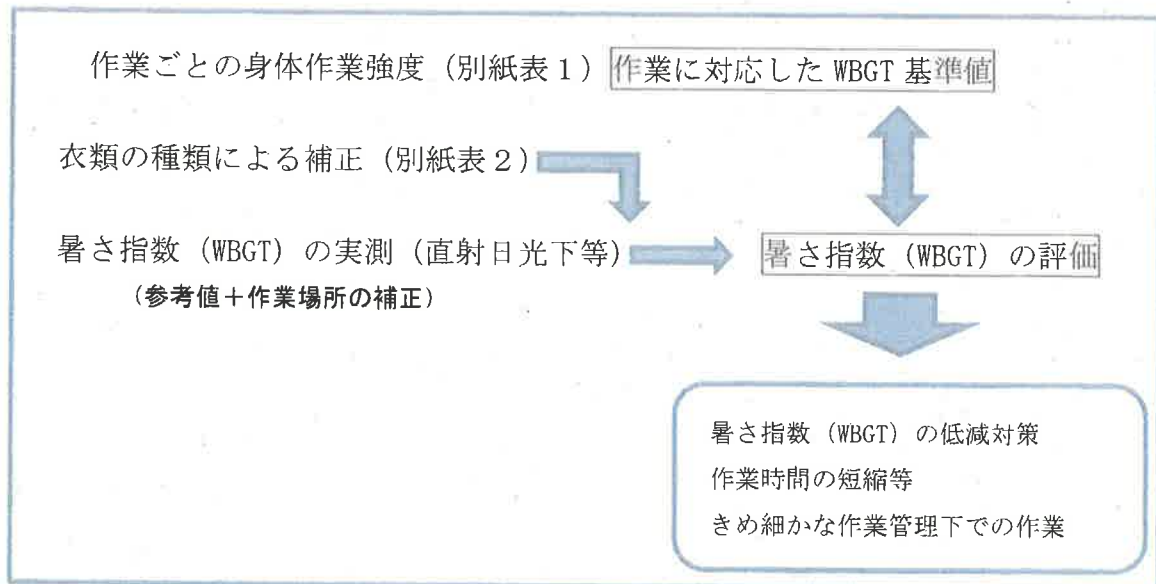 作業ごとの身体作業強度（別紙表１）作業に対応した WBGT 基準値
衣類の種類による補正（別紙表２）
暑さ指数（WBGT）の実測（直射日光下等）
暑さ指数（WBGT）の評価
（参考値＋作業場所の補正）
暑さ指数（WBGT）の低減対策
作業時間の短縮等
きめ細かな作業管理下での作業